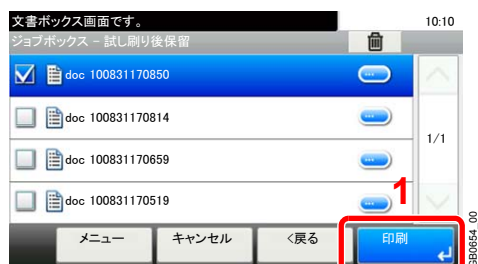 文書ボックス画面です。
10:10
ジョブボックス - 試し刷り後保留
doc 100831170850
doc 100831170814
1/1
doc 100831170659
doc 100831170519
1
メニュー
キャンセル
<戻る
印刷
GB0654_00